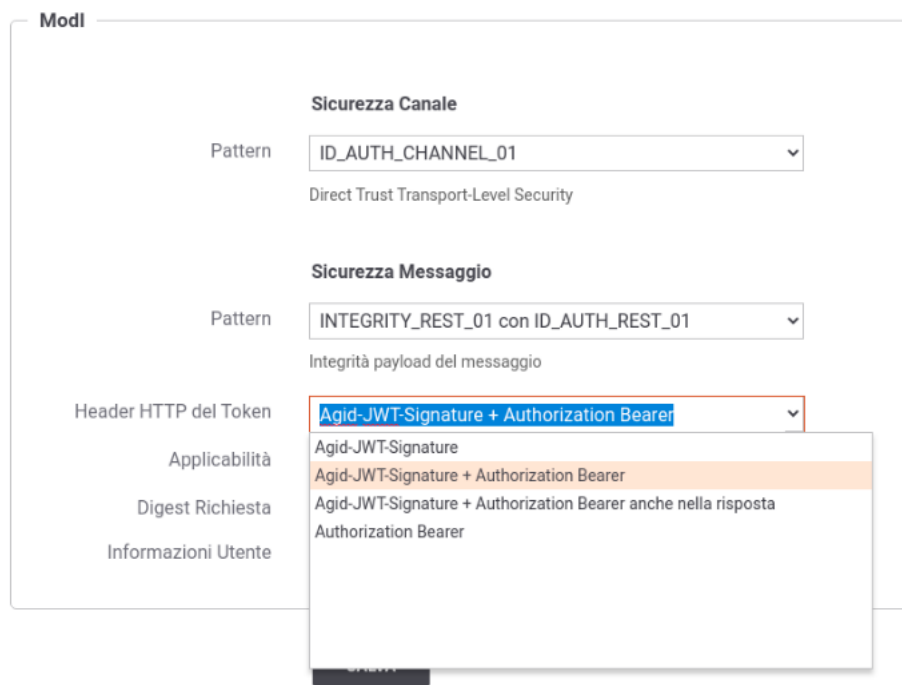 ModI
Sicurezza Canale
Pattern
ID_AUTH_CHANNEL_01
Direct Trust Transport-Level Security
Sicurezza Messaggio
Pattern
INTEGRITY_REST_01 con ID_AUTH_REST_01
Integrità payload del messaggio
Header HTTP del Token
Agid-JWT-Signature + Authorization Bearer
Agid-JWT-Signature
Applicabilità
Agid-JWT-Signature + Authorization Bearer
Digest Richiesta
Agid-JWT-Signature + Authorization Bearer anche nella risposta
Authorization Bearer
Informazioni Utente